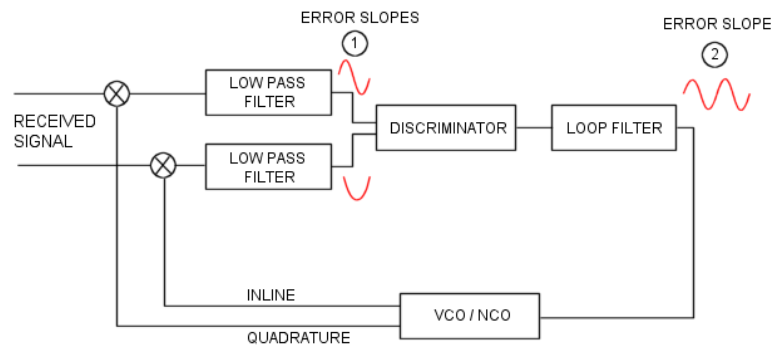 ERROR SLOPES
1
ERROR SLOPE
2
LOW PASS
FILTER
RECEIVED
SIGNAL
DISCRIMINATOR
LOOP FILTER
LOW PASS
FILTER
INLINE
VCO / NCO
QUADRATURE